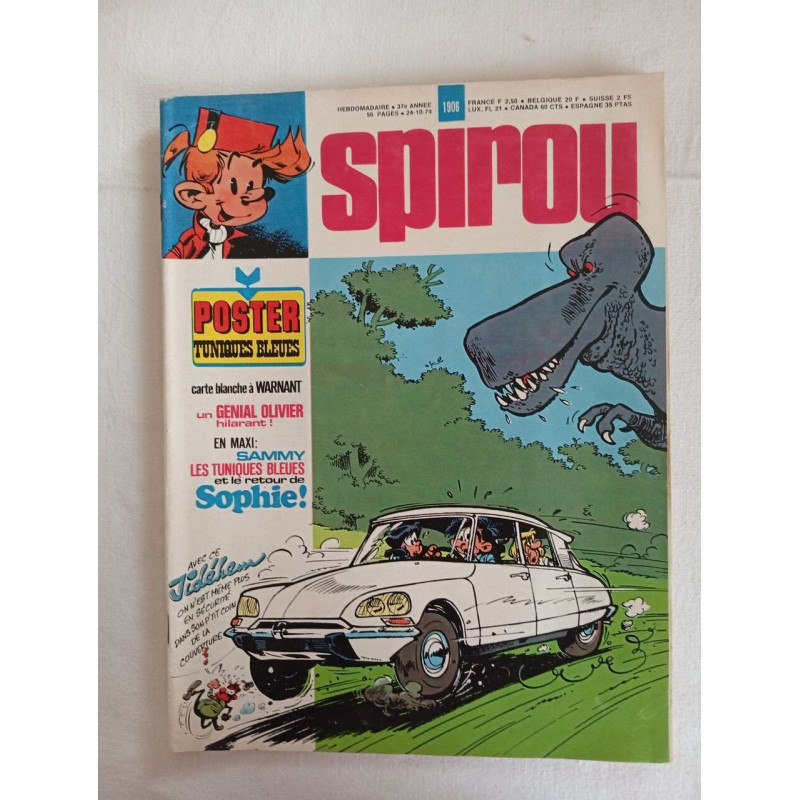 HEBDOMADAIRE • 37e ANNEE
56 PAGES • 24-10-74
1906
FRANCE F 2,50 • BELGIQUE 20 F • SUISSE 2 FS
LUX. FL 21 • CANADA 60 CTS • ESPAGNE 35 PTAS
spirou
POSTER
TUNIQUES BLEUES
carte blanche à WARNANT
un GÉNIAL OLIVIER
hilarant !
EN MAXI:
SAMMY
LES TUNIQUES BLEUES
et le retour de
Sophie!
AVEC CE
Jidéhem
ON N'EST MÊME PLUS
EN SÉCURITÉ
DANS SON P'TIT COIN
DE LA
COUVERTURE